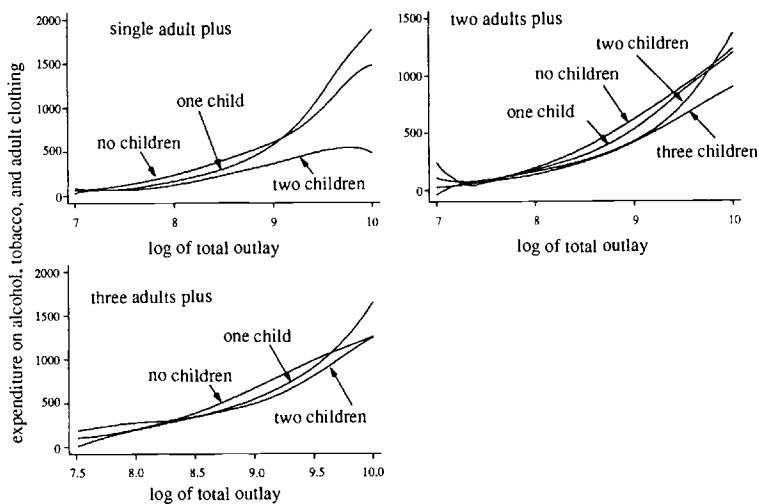 expenditure on alcohol, tobacco, and adult clothing
single adult plus
2000
1500
1000
500
0
one child
no children
two children
7 8 9 10
log of total outlay
two adults plus
1500
1000
500
0
two children
no children
one child
three children
7 8 9 10
log of total outlay
three adults plus
2000
1500
1000
500
0
one child
no children
two children
7.5 8.0 8.5 9.0 9.5 10.0
log of total outlay